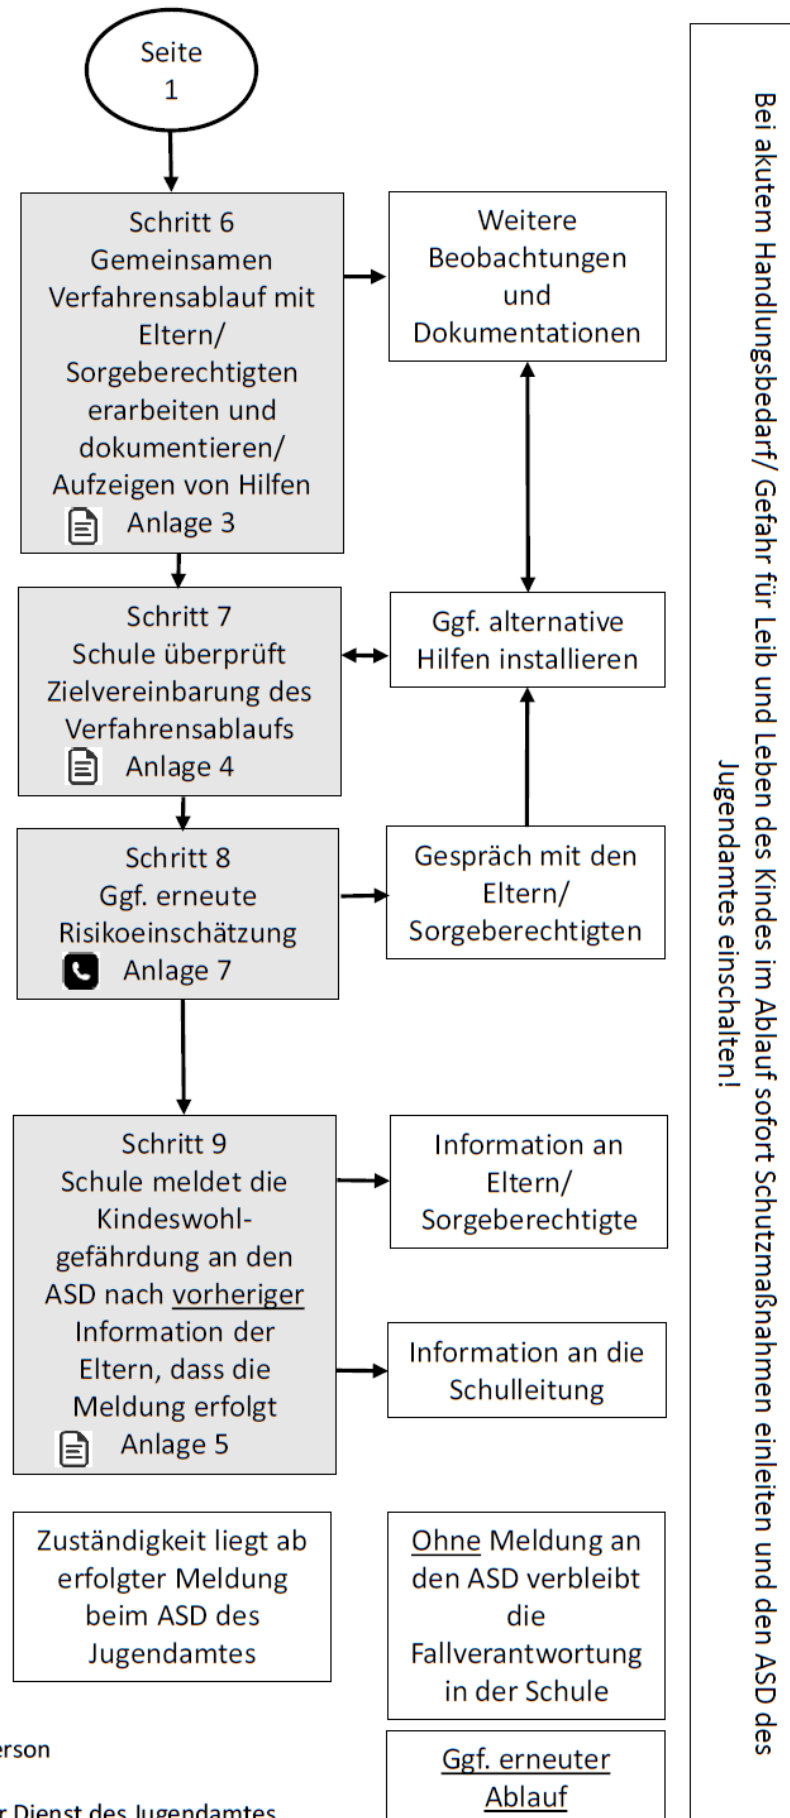 Seite
1
Schritt 6
Gemeinsamen
Verfahrensablauf mit
Eltern/
Sorgeberechtigten
erarbeiten und
dokumentieren/
Aufzeigen von Hilfen
Anlage 3
Weitere
Beobachtungen
und
Dokumentationen
Schritt 7
Schule überprüft
Zielvereinbarung des
Verfahrensablaufs
Anlage 4
Ggf. alternative
Hilfen installieren
Schritt 8
Ggf. erneute
Risikoeinschätzung
Anlage 7
Gespräch mit den
Eltern/
Sorgeberechtigten
Schritt 9
Schule meldet die
Kindeswohl-
gefährdung an den
ASD nach vorheriger
Information der
Eltern, dass die
Meldung erfolgt
Anlage 5
Information an
Eltern/
Sorgeberechtigte
Information an die
Schulleitung
Zuständigkeit liegt ab
erfolgter Meldung
beim ASD des
Jugendamtes
Ohne Meldung an
den ASD verbleibt
die
Fallverantwortung
in der Schule
Ggf. erneuter
Ablauf
Dienst des Jugendamtes
Bei akutem Handlungsbedarf/ Gefahr für Leib und Leben des Kindes im Ablauf sofort Schutzmaßnahmen einleiten und den ASD des
Jugendamtes einschalten!